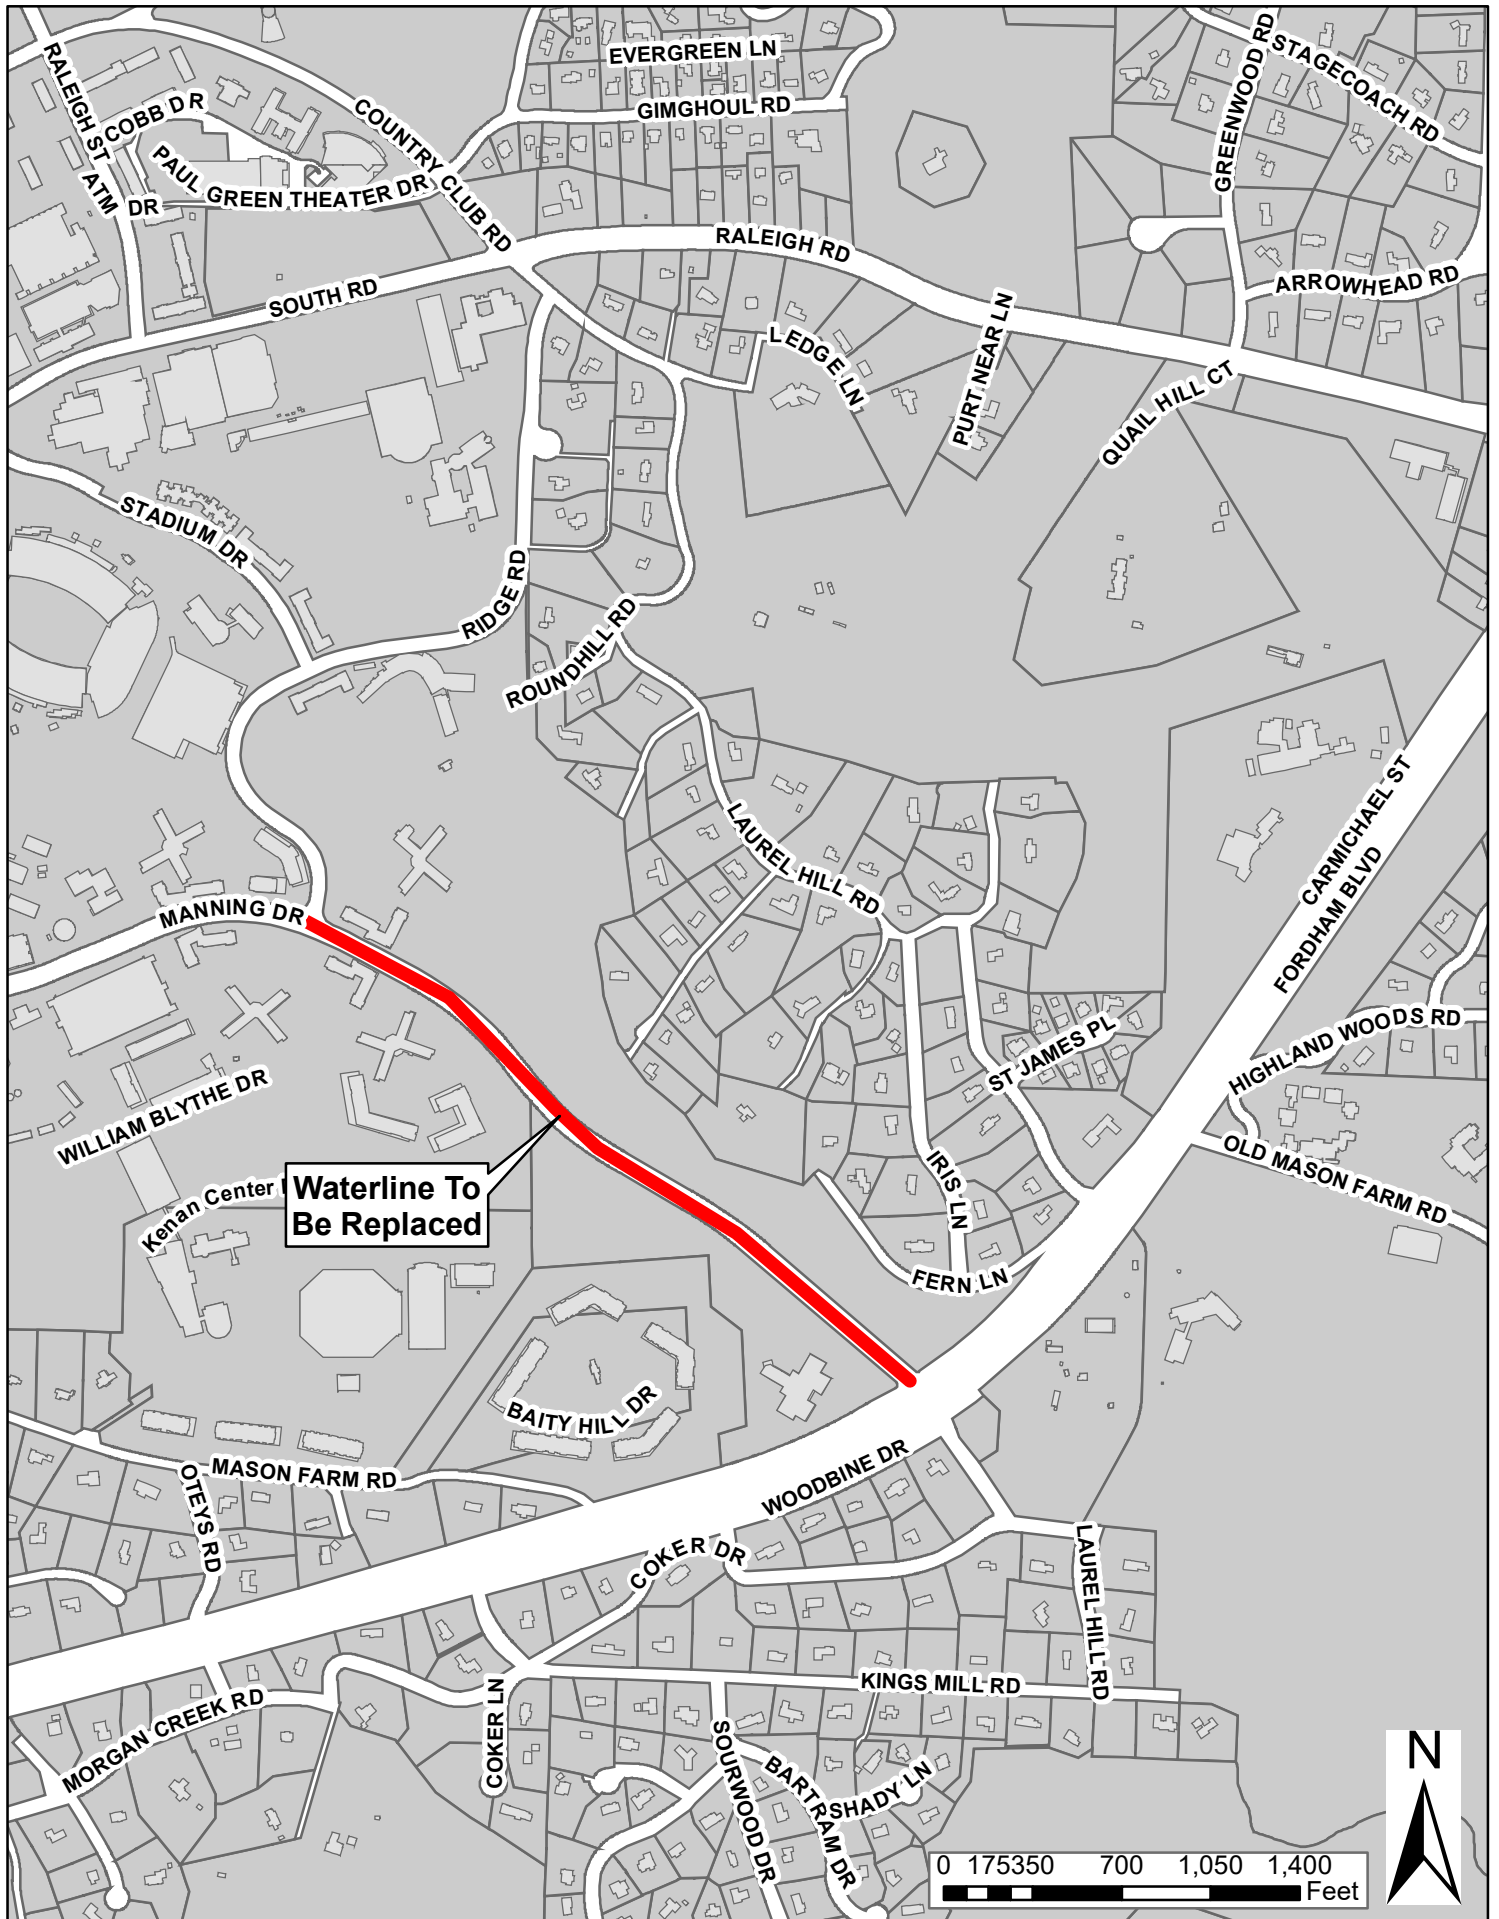 EVERGREEN LN
GIMGHOUL RD
GREENWOOD RD
STAGECOACH RD
RALEIGH ST
COBB DR
COUNTRY CLUB RD
PAUL GREEN THEATER DR
ATM DR
RALEIGH RD
SOUTH RD
ARROWHEAD RD
LEDGE LN
PURT NEAR LN
QUAIL HILL CT
STADIUM DR
RIDGE RD
ROUNDHILL RD
CARMICHAEL ST
FORDHAM BLVD
LAUREL HILL RD
MANNING DR
HIGHLAND WOODS RD
ST JAMES PL
WILLIAM BLYTHE DR
OLD MASON FARM RD
IRIS LN
Kenan Center
Waterline To
Be Replaced
FERN LN
BAITY HILL DR
WOODBINE DR
MASON FARM RD
OTEYS RD
COKER DR
LAUREL HILL RD
KINGS MILL RD
COKER LN
MORGAN CREEK RD
SOURWOOD DR
BARTRAM DR
SHADY LN
N
0 175350 700 1,050 1,400
Feet